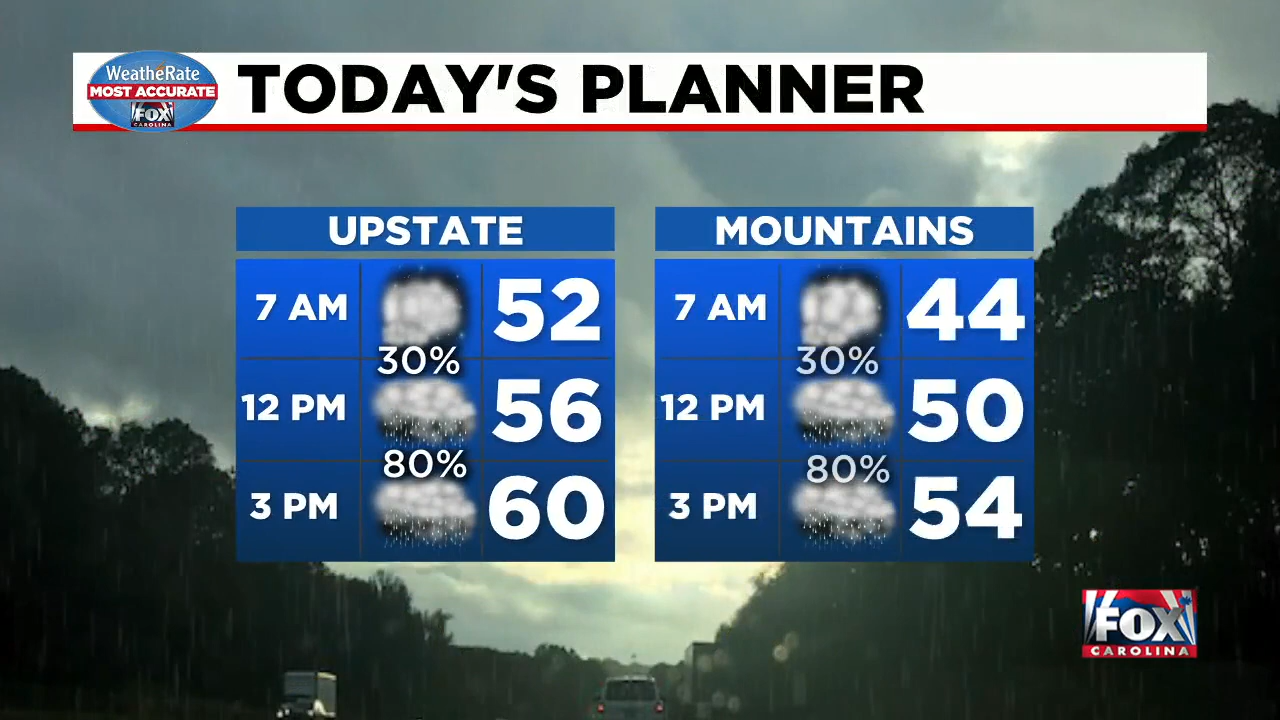 WeatheRate
MOST ACCURATE
FOX
CAROLINA
TODAY'S PLANNER
UPSTATE
7 AM 52
30%
12 PM 56
80%
3 PM 60
MOUNTAINS
7 AM 44
30%
12 PM 50
80%
3 PM 54
FOX
CAROLINA